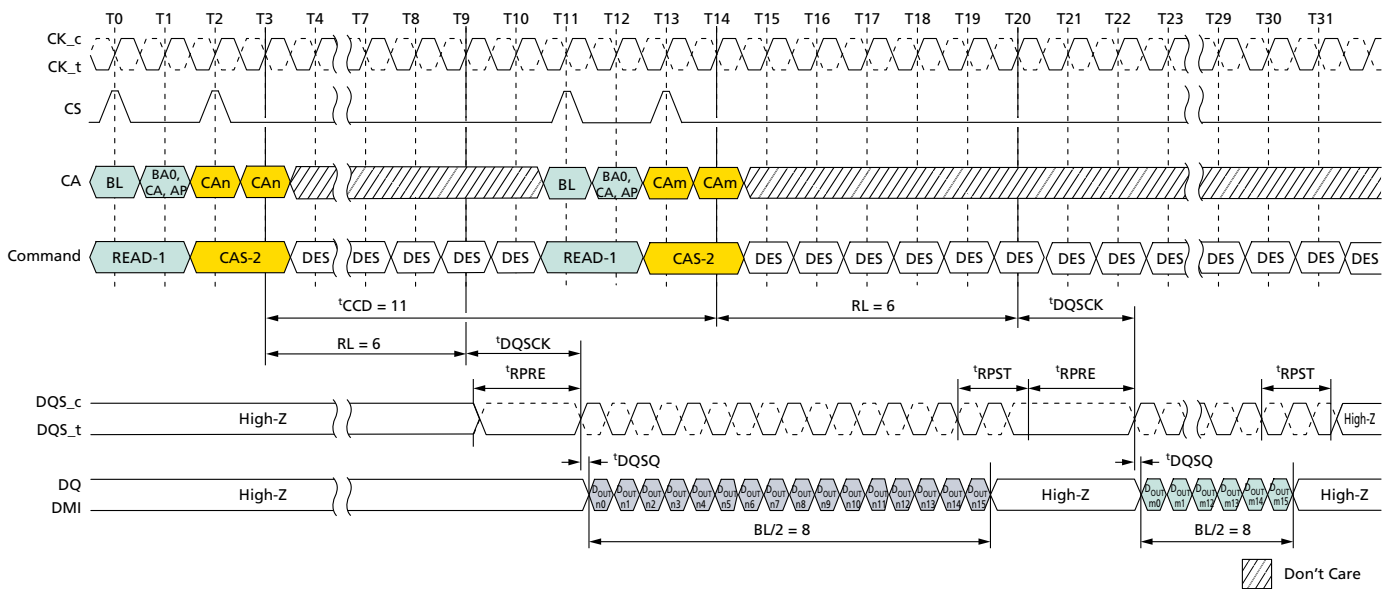 T0 T1 T2 T3 T4 T7 T8 T9 T10 T11 T12 T13 T14 T15 T16 T17 T18 T19 T20 T21 T22 T23 T29 T30 T31
CK_c
CK_t
CS
CA BL BA0, CA, AP CAn CAn BL BA0, CA, AP CAm CAm
Command READ-1 CAS-2 DES DES DES DES DES READ-1 CAS-2 DES DES DES DES DES DES DES DES DES DES DES DES DES
tCCD = 11 RL = 6 tDQSCK
RL = 6 tDQSCK
tRPRE tRPST tRPRE tRPST
DQS_c
DQS_t
High-Z High-Z
tDQSQ tDQSQ
DQ
DMI
High-Z DOUT n0 DOUT n1 DOUT n2 DOUT n3 DOUT n4 DOUT n5 DOUT n6 DOUT n7 DOUT n8 DOUT n9 DOUT n10 DOUT n11 DOUT n12 DOUT n13 DOUT n14 DOUT n15 High-Z DOUT m0 DOUT m1 DOUT m12 DOUT m13 DOUT m14 DOUT m15 High-Z
BL/2 = 8 BL/2 = 8
Don't Care